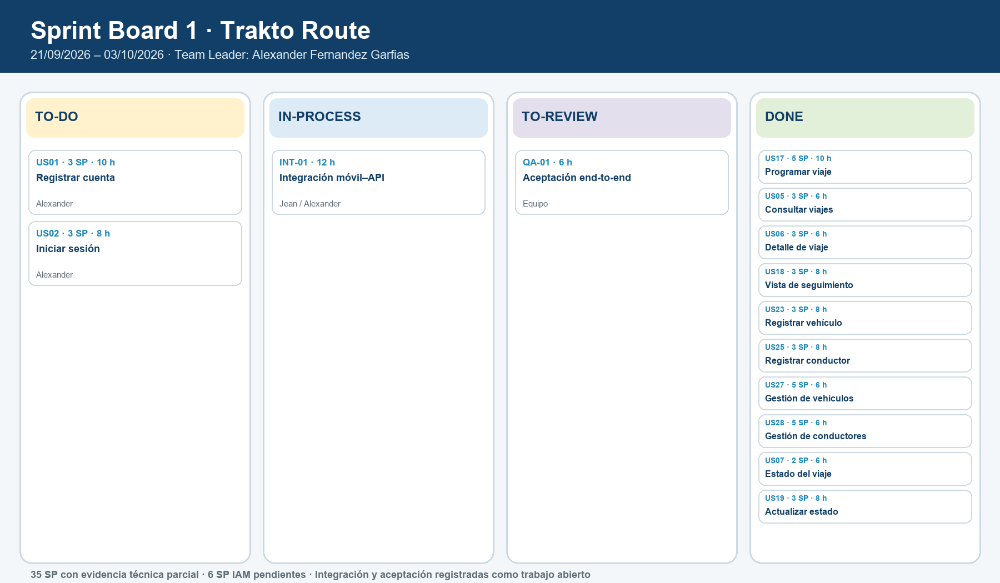 Sprint Board 1 · Trakto Route
21/09/2026 – 03/10/2026 · Team Leader: Alexander Fernandez Garfias
TO-DO
US01 · 3 SP · 10 h
Registrar cuenta
Alexander
US02 · 3 SP · 8 h
Iniciar sesión
Alexander
IN-PROCESS
INT-01 · 12 h
Integración móvil–API
Jean / Alexander
TO-REVIEW
QA-01 · 6 h
Aceptación end-to-end
Equipo
DONE
US17 · 5 SP · 10 h
Programar viaje
US05 · 3 SP · 6 h
Consultar viajes
US06 · 3 SP · 6 h
Detalle de viaje
US18 · 3 SP · 8 h
Vista de seguimiento
US23 · 3 SP · 8 h
Registrar vehículo
US25 · 3 SP · 8 h
Registrar conductor
US27 · 5 SP · 6 h
Gestión de vehículos
US28 · 5 SP · 6 h
Gestión de conductores
US07 · 2 SP · 6 h
Estado del viaje
US19 · 3 SP · 8 h
Actualizar estado
35 SP con evidencia técnica parcial · 6 SP IAM pendientes · Integración y aceptación registradas como trabajo abierto